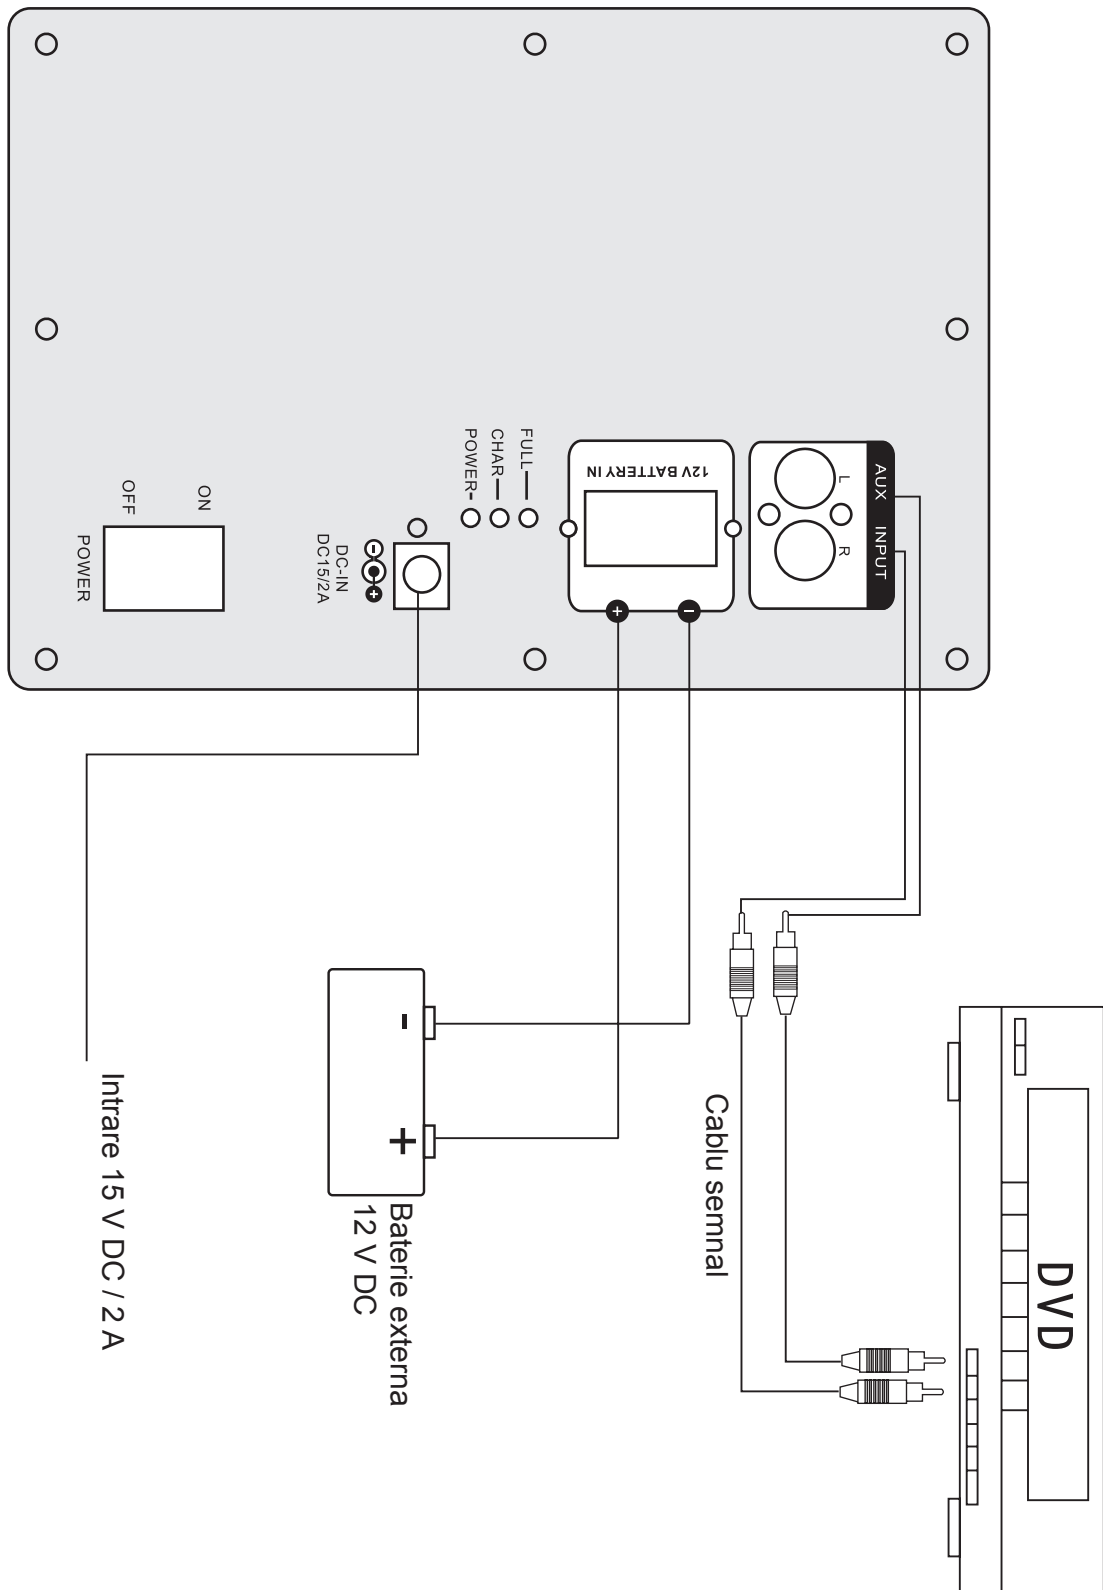 AUX INPUT
L
R
12V BATTERY IN
-
+
FULL
CHAR
POWER
DC-IN
DC15/2A
-
+
ON
OFF
POWER
DVD
Cablu semnal
-
+
Baterie externa
12 V DC
Intrare 15 V DC / 2 A